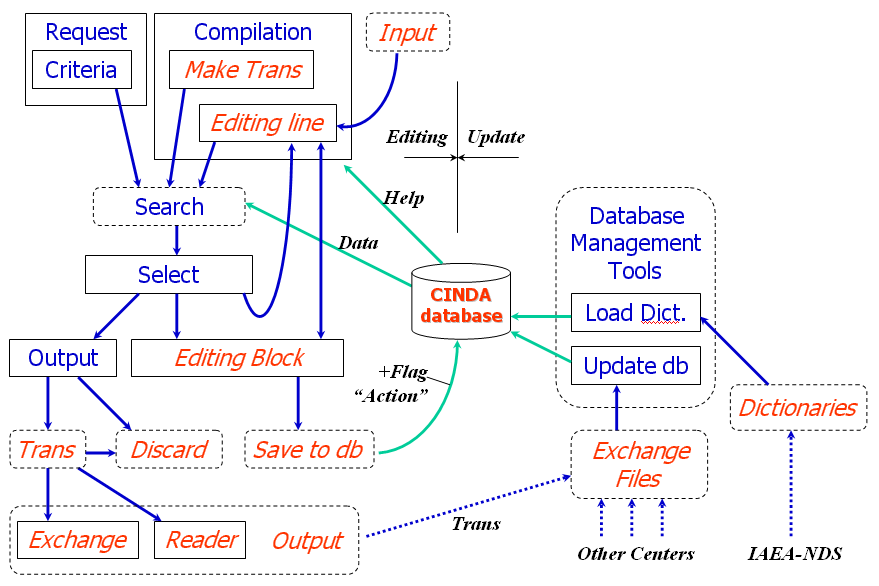 Request
Compilation
Input
Criteria
Make Trans
Editing line
Editing
Update
Help
Search
Data
Database
Management
Tools
Select
CINDA
database
Load Dict.
Output
Editing Block
Update db
+Flag
“Action”
Dictionaries
Trans
Discard
Save to db
Exchange
Files
Trans
Exchange
Reader
Output
Other Centers
IAEA-NDS